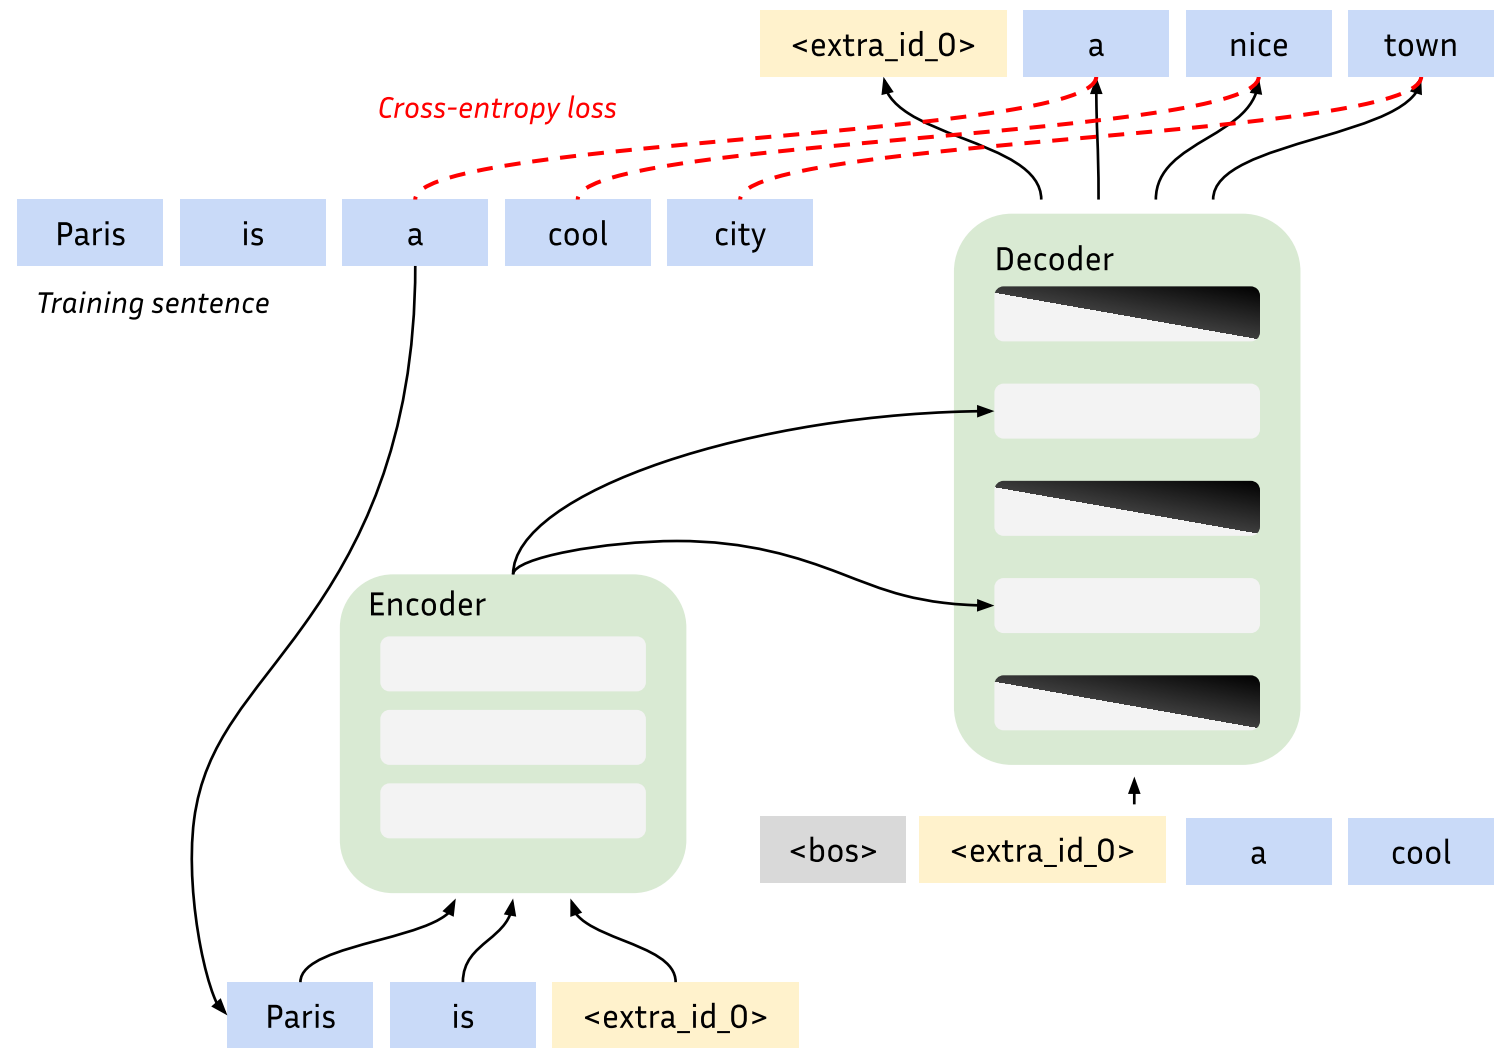 <extra_id_0> a nice town
Cross-entropy loss
Paris is a cool city
Training sentence
Decoder
Encoder
<bos> <extra_id_0> a cool
Paris is <extra_id_0>